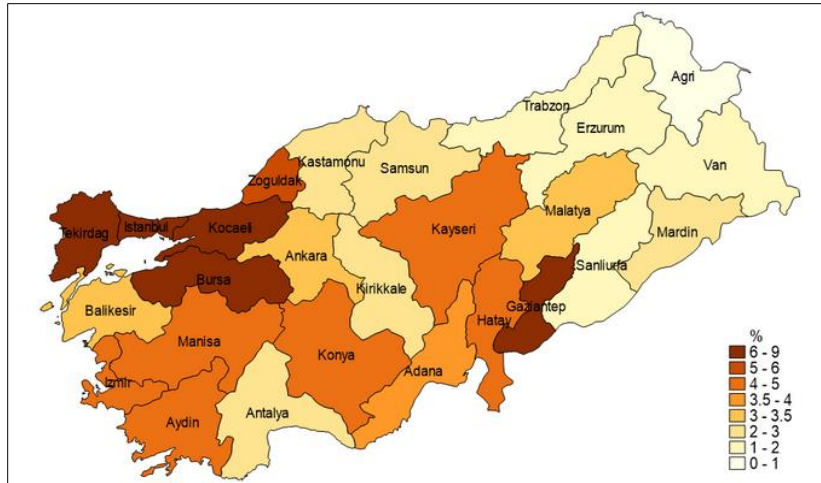 Agri
Trabzon
Erzurum
Kastamonu
Samsun
Van
Zoguldak
Malatya
Tekirdag
Istanbul
Kocaeli
Kayseri
Mardin
Ankara
Sanliurfa
Bursa
Kirikkale
Balikesir
Gaziantep
Hatay
Manisa
Konya
Adana
Izmir
Antalya
Aydin
%
6 - 9
5 - 6
4 - 5
3.5 - 4
3 - 3.5
2 - 3
1 - 2
0 - 1